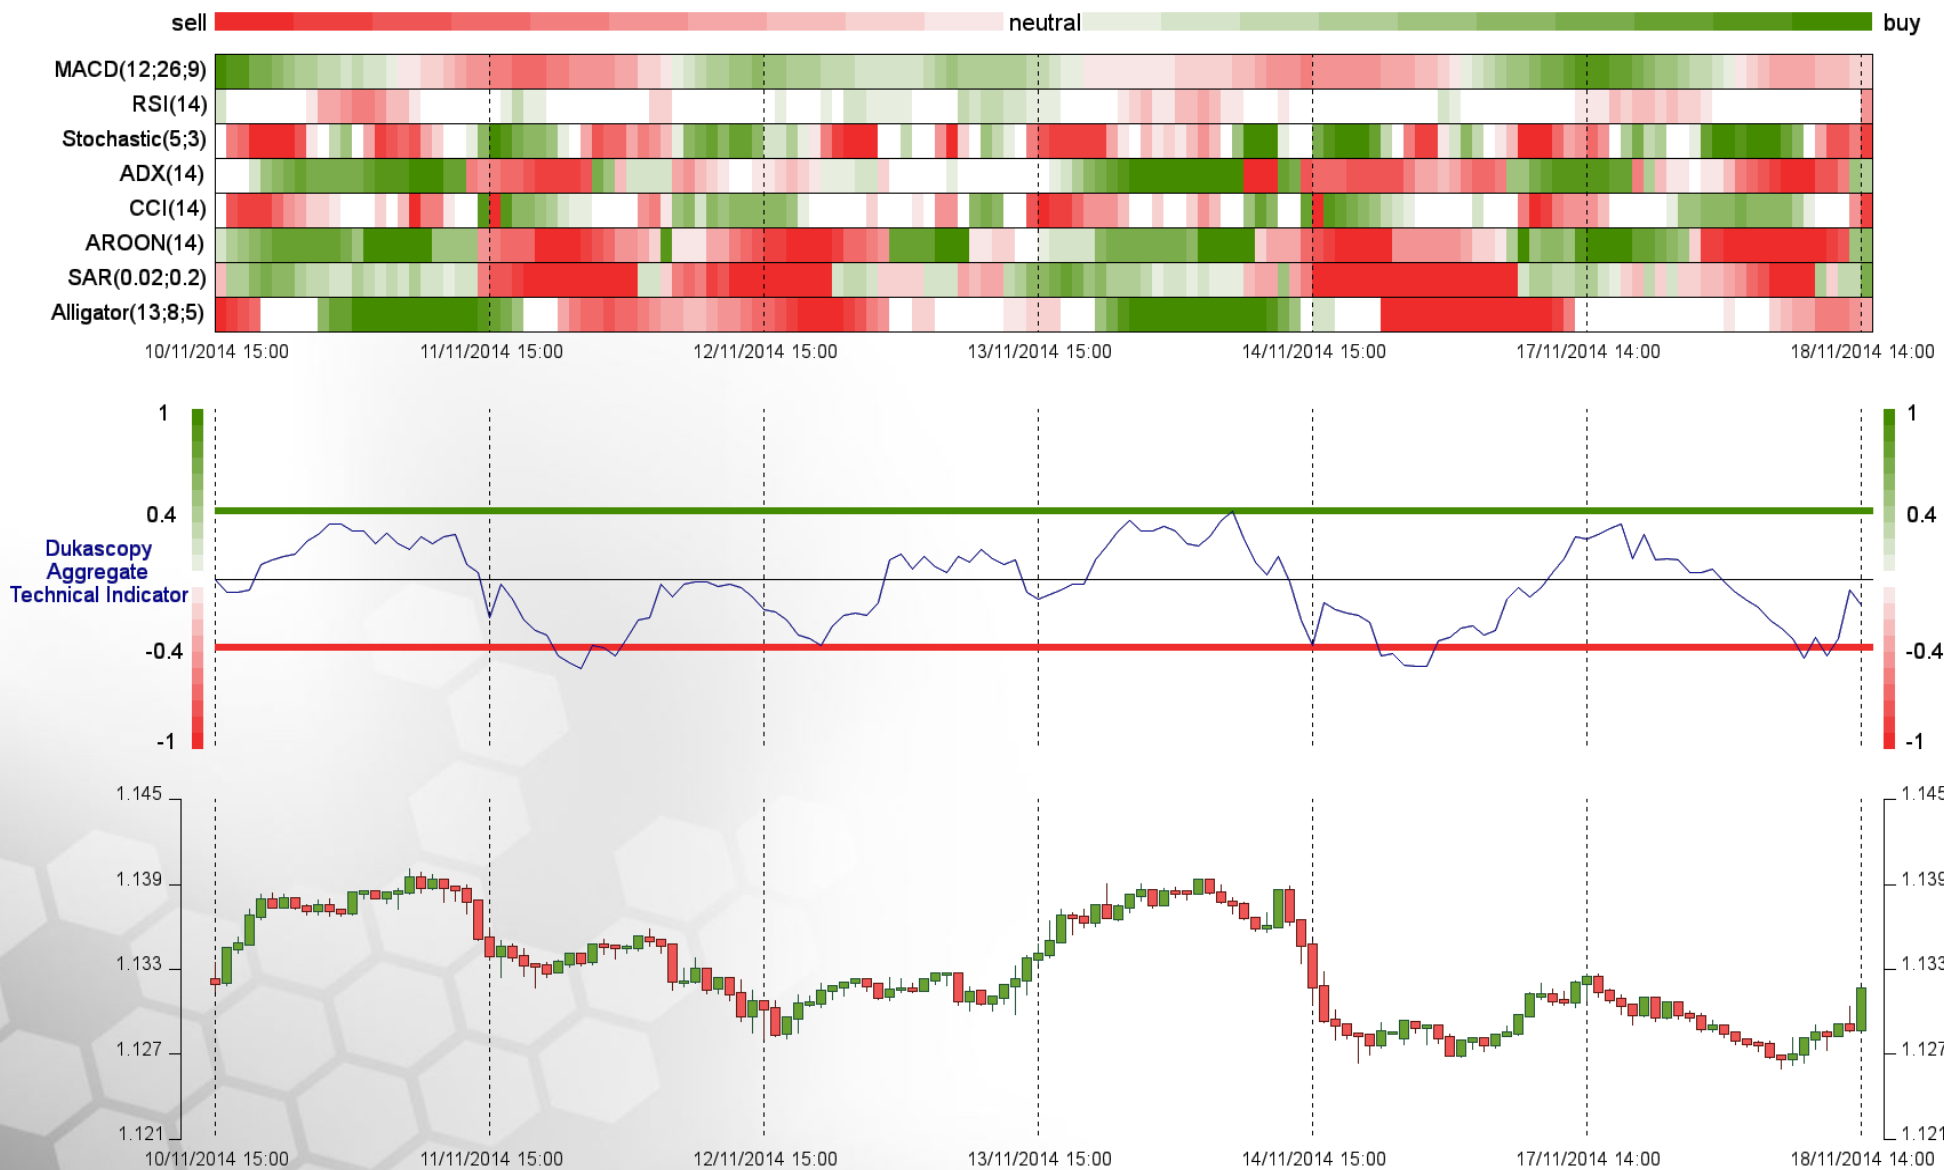 sell neutral buy
MACD(12;26;9)
RSI(14)
Stochastic(5;3)
ADX(14)
CCI(14)
AROON(14)
SAR(0.02;0.2)
Alligator(13;8;5)
10/11/2014 15:00 11/11/2014 15:00 12/11/2014 15:00 13/11/2014 15:00 14/11/2014 15:00 17/11/2014 14:00 18/11/2014 14:00
1 1
0.4 0.4
Dukascopy
Aggregate
Technical Indicator
-0.4 -0.4
-1 -1
1.145 1.145
1.139 1.139
1.133 1.133
1.127 1.127
1.121 1.121
10/11/2014 15:00 11/11/2014 15:00 12/11/2014 15:00 13/11/2014 15:00 14/11/2014 15:00 17/11/2014 14:00 18/11/2014 14:00